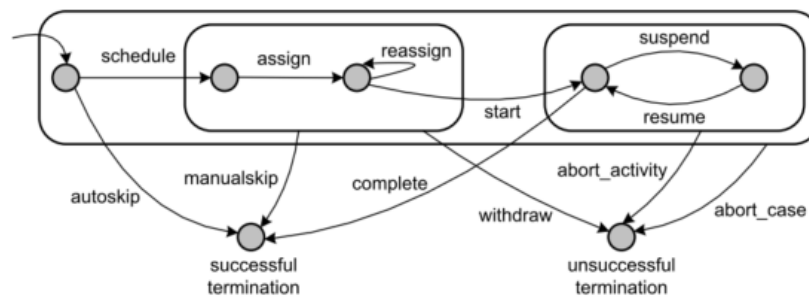 schedule
assign
reassign
suspend
start
resume
autoskip
manualskip
complete
withdraw
abort_activity
abort_case
successful
termination
unsuccessful
termination